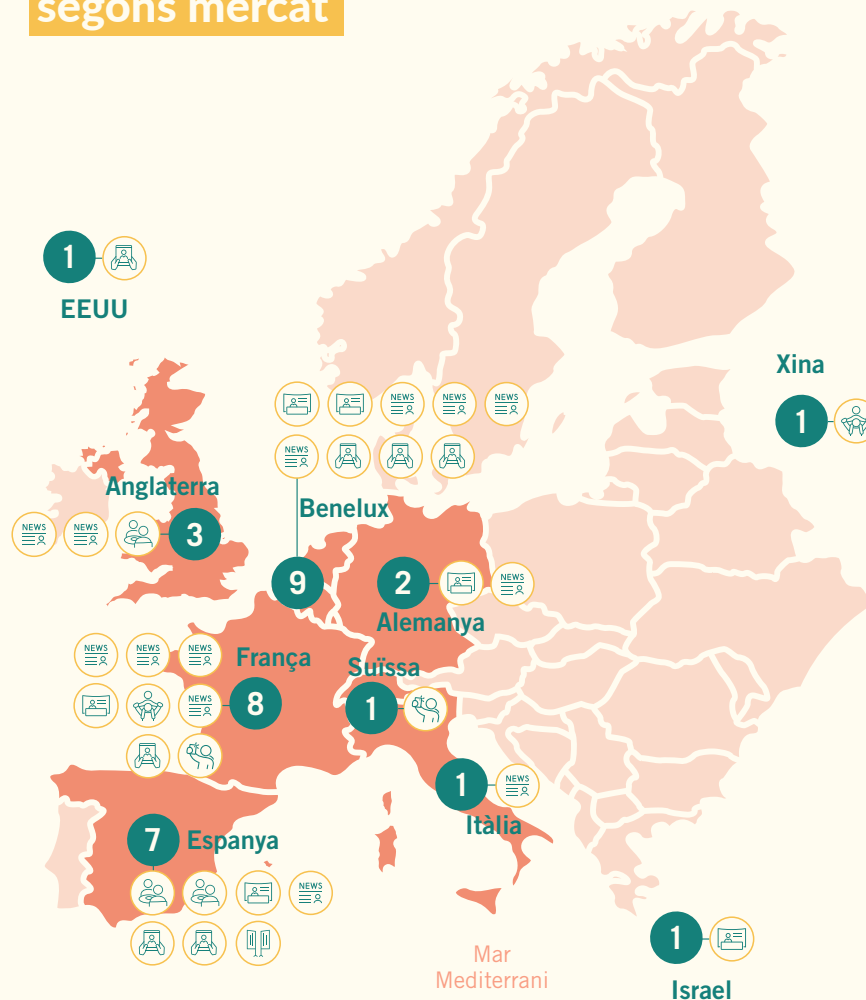 segons mercat
1
EEUU
Xina
1
NEWS NEWS NEWS
NEWS
Benelux
Anglaterra
NEWS NEWS
3
9
2
NEWS
Alemanya
NEWS NEWS NEWS
França
Suïssa
NEWS
8
1
1
NEWS
Itàlia
7
Espanya
NEWS
1
Mar
Mediterrani
Israel